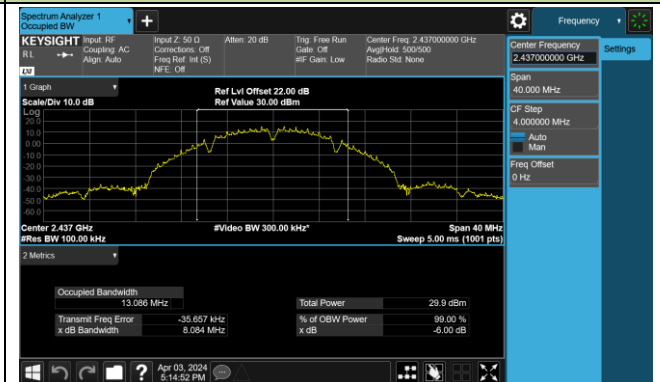 Spectrum Analyzer 1
Occupied BW
Frequency
KEYSIGHT
RL
LXI
Input: RF
Coupling: AC
Align: Auto
Input Z: 50 Ω
Corrections: Off
Freq Ref: Int (S)
NFE: Off
Atten: 20 dB
Trig: Free Run
Gate: Off
#IF Gain: Low
Center Freq: 2.437000000 GHz
Avg|Hold: 500/500
Radio Std: None
Center Frequency
2.437000000 GHz
Settings
Span
40.000 MHz
CF Step
4.000000 MHz
Auto
Man
Freq Offset
0 Hz
1 Graph
Scale/Div 10.0 dB
Ref Lvl Offset 22.00 dB
Ref Value 30.00 dBm
Log
20.0
10.0
0.00
-10.0
-20.0
-30.0
-40.0
-50.0
-60.0
Center 2.437 GHz
#Video BW 300.00 kHz*
Span 40 MHz
#Res BW 100.00 kHz
Sweep 5.00 ms (1001 pts)
2 Metrics
Occupied Bandwidth
13.086 MHz
Total Power 29.9 dBm
Transmit Freq Error -35.657 kHz
% of OBW Power 99.00 %
x dB Bandwidth 8.084 MHz
x dB -6.00 dB
?
Apr 03, 2024
5:14:52 PM